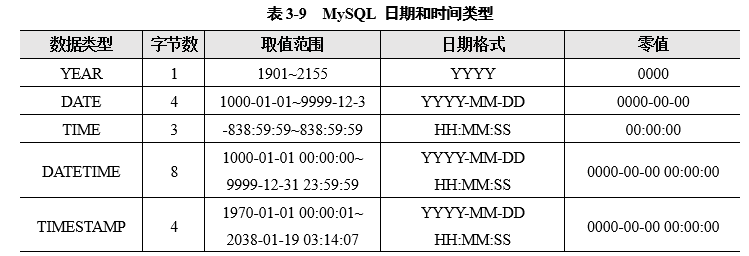 表 3-9 MySQL 日期和时间类型
数据类型 字节数 取值范围 日期格式 零值
YEAR 1 1901~2155 YYYY 0000
DATE 4 1000-01-01~9999-12-3 YYYY-MM-DD 0000-00-00
TIME 3 -838:59:59~838:59:59 HH:MM:SS 00:00:00
DATETIME 8 1000-01-01 00:00:00~ YYYY-MM-DD 0000-00-00 00:00:00
9999-12-31 23:59:59 HH:MM:SS
TIMESTAMP 4 1970-01-01 00:00:01~ YYYY-MM-DD 0000-00-00 00:00:00
2038-01-19 03:14:07 HH:MM:SS